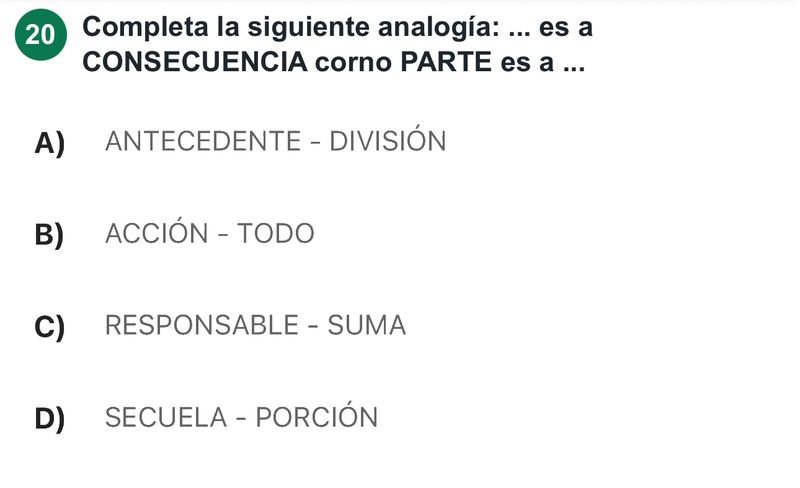 20 Completa la siguiente analogía: ... es a
CONSECUENCIA corno PARTE es a ...
A) ANTECEDENTE - DIVISIÓN
B) ACCIÓN - TODO
C) RESPONSABLE - SUMA
D) SECUELA - PORCIÓN